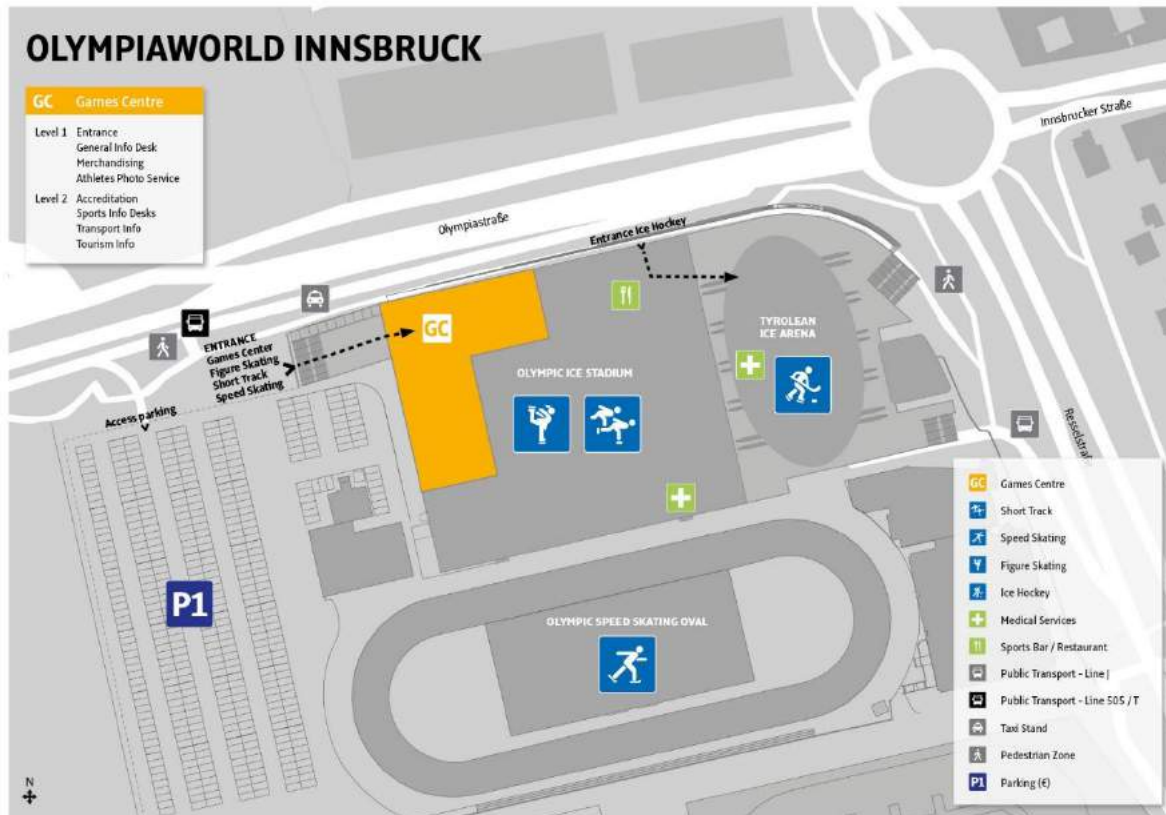 OLYMPIAWORLD INNSBRUCK
GC Games Centre
Level 1 Entrance
General Info Desk
Merchandising
Athletes Photo Service
Level 2 Accreditation
Sports Info Desks
Transport Info
Tourism Info
Innsbrucker Straße
Olympiastraße
Entrance Ice Hockey
GC
ENTRANCE
Games Center
Figure Skating
Short Track
Speed Skating
Access parking
TYROLEAN
ICE ARENA
OLYMPIC ICE STADIUM
Resselstraße
P1
OLYMPIC SPEED SKATING OVAL
GC Games Centre
Short Track
Speed Skating
Figure Skating
Ice Hockey
Medical Services
Sports Bar / Restaurant
Public Transport - Line J
Public Transport - Line 505 / T
Taxi Stand
Pedestrian Zone
P1 Parking (€)
N